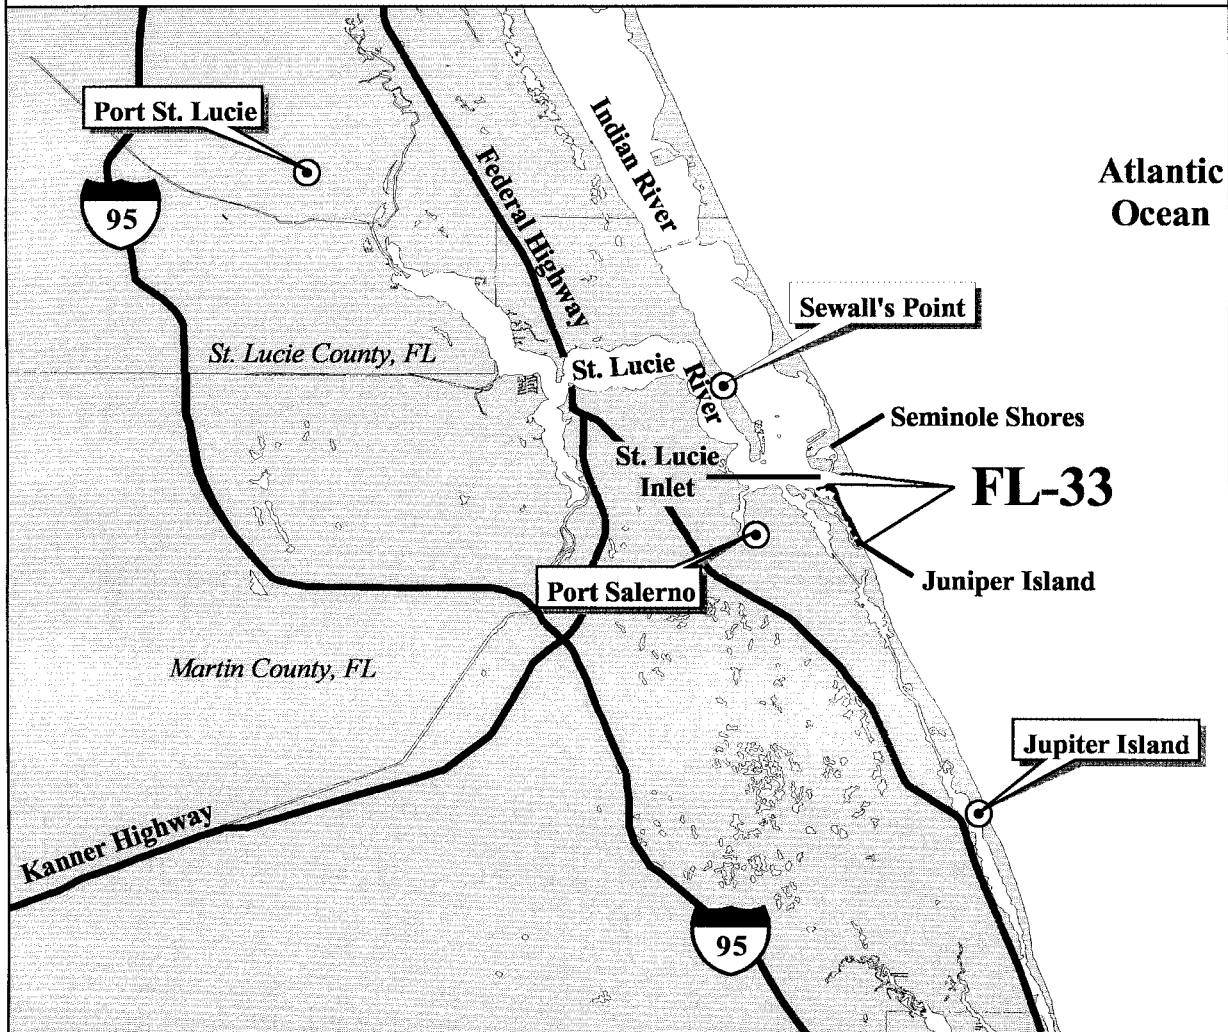 Port St. Lucie
95
Federal Highway
Indian River
Atlantic
Ocean
Sewall's Point
St. Lucie County, FL
St. Lucie River
Seminole Shores
St. Lucie
Inlet
FL-33
Juniper Island
Port Salerno
Martin County, FL
Jupiter Island
Kanner Highway
95